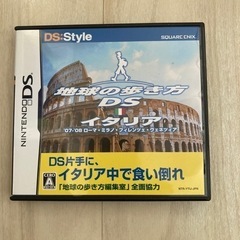 DS:Style
SQUARE ENIX
NINTENDO DS
地球の歩き方
DS
イタリア
'07-'08 ローマ・ミラノ・フィレンツェ・ヴェネツィア
DS片手に、
イタリア中で食い倒れ
「地球の歩き方編集室」全面協力
CERO
A